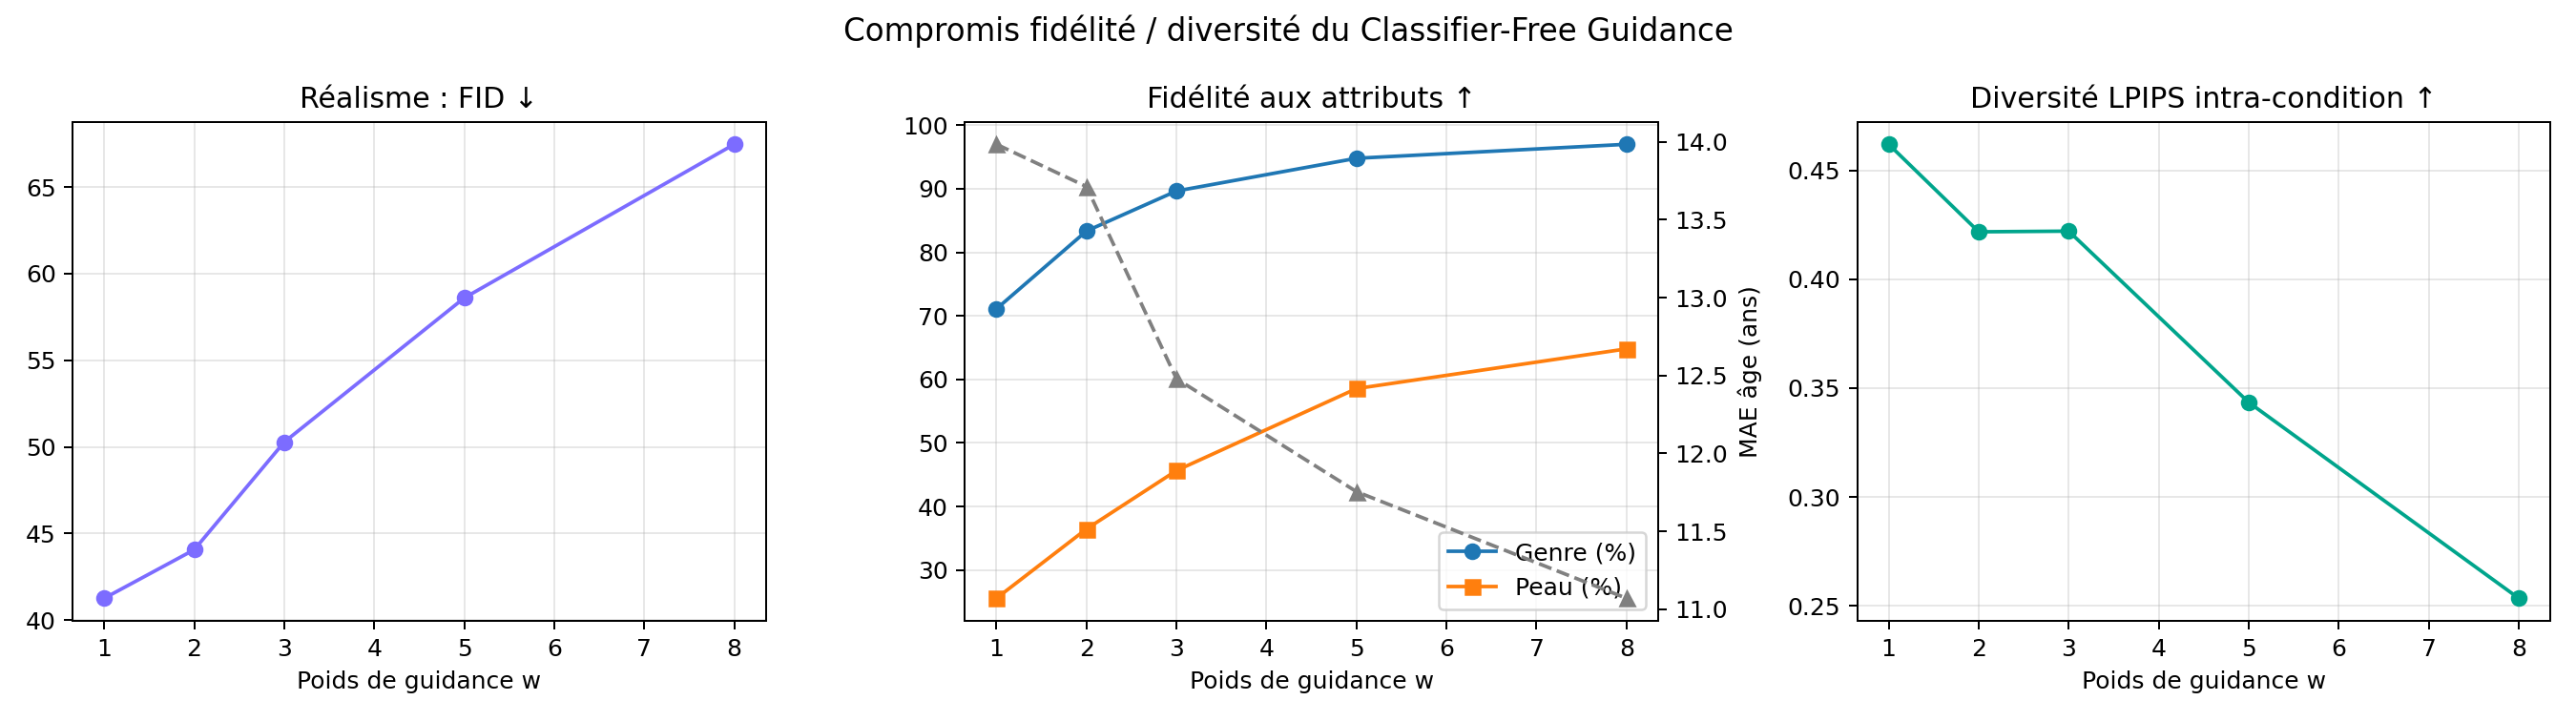 Compromis fidélité / diversité du Classifier-Free Guidance
Réalisme : FID ↓
65
60
55
50
45
40
1 2 3 4 5 6 7 8
Poids de guidance w
Fidélité aux attributs ↑
100
90
80
70
60
50
40
30
14.0
13.5
13.0
12.5
12.0
11.5
11.0
MAE âge (ans)
Genre (%)
Peau (%)
1 2 3 4 5 6 7 8
Poids de guidance w
Diversité LPIPS intra-condition ↑
0.45
0.40
0.35
0.30
0.25
1 2 3 4 5 6 7 8
Poids de guidance w